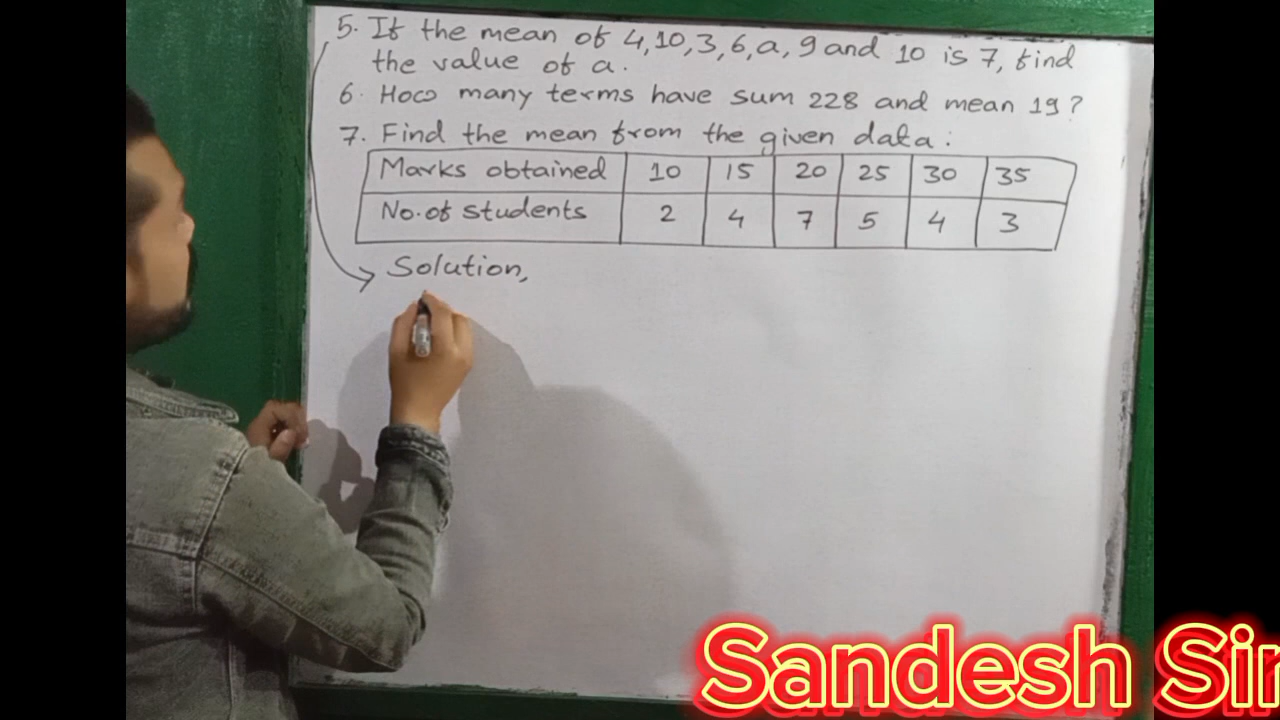 5. If the mean of 4, 10, 3, 6, a, 9 and 10 is 7, find
the value of a.
6. How many terms have sum 228 and mean 19?
7. Find the mean from the given data:
Marks obtained 10 15 20 25 30 35
No. of students 2 4 7 5 4 3
Solution,
Sandesh Sir